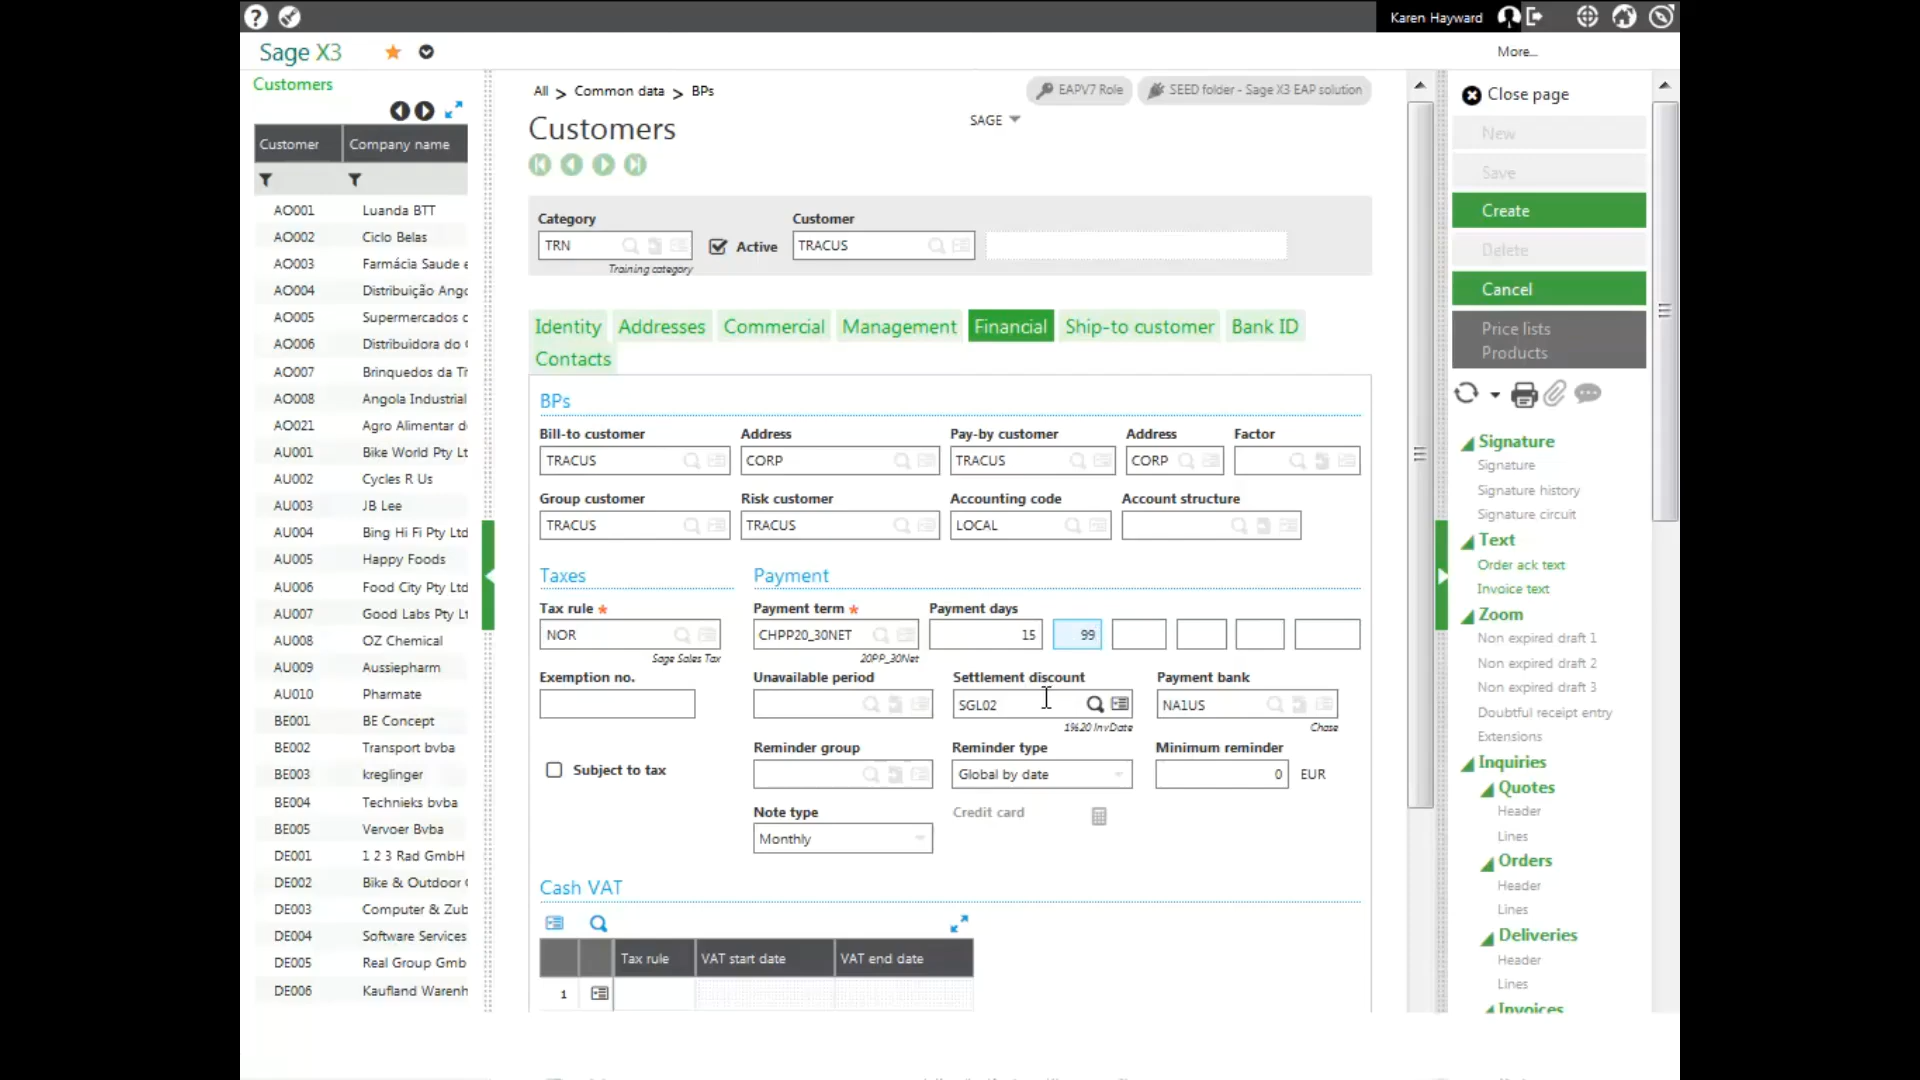 Karen Hayward
Sage X3
More...
Customers
Customer Company name
AO001 Luanda BTT
AO002 Ciclo Belas
AO003 Farmácia Saude e
AO004 Distribuição Ango
AO005 Supermercados c
AO006 Distribuidora do
AO007 Brinquedos da Tr
AO008 Angola Industrial
AO021 Agro Alimentar d
AU001 Bike World Pty Lt
AU002 Cycles R Us
AU003 JB Lee
AU004 Bing Hi Fi Pty Ltd
AU005 Happy Foods
AU006 Food City Pty Ltd
AU007 Good Labs Pty Lt
AU008 OZ Chemical
AU009 Aussiepharm
AU010 Pharmate
BE001 BE Concept
BE002 Transport bvba
BE003 kreglinger
BE004 Technieks bvba
BE005 Vervoer Bvba
DE001 1 2 3 Rad GmbH
DE002 Bike & Outdoor
DE003 Computer & Zub
DE004 Software Services
DE005 Real Group Gmb
DE006 Kaufland Warenh
All > Common data > BPs
EAPV7 Role
SEED folder - Sage X3 EAP solution
Customers
SAGE
Category Customer
TRN Active TRACUS
Training category
Identity Addresses Commercial Management Financial Ship-to customer Bank ID
Contacts
BPs
Bill-to customer Address Pay-by customer Address Factor
TRACUS CORP TRACUS CORP
Group customer Risk customer Accounting code Account structure
TRACUS TRACUS LOCAL
Taxes Payment
Tax rule * Payment term * Payment days
NOR CHPP20_30NET 15 99
Sage Sales Tax 20PP_30Net
Exemption no. Unavailable period Settlement discount Payment bank
SGL02 NA1US
1%20 InvDate Chase
Reminder group Reminder type Minimum reminder
Subject to tax Global by date 0 EUR
Note type Credit card
Monthly
Cash VAT
Tax rule VAT start date VAT end date
1
Close page
New
Save
Create
Delete
Cancel
Price lists
Products
Signature
Signature
Signature history
Signature circuit
Text
Order ack text
Invoice text
Zoom
Non expired draft 1
Non expired draft 2
Non expired draft 3
Doubtful receipt entry
Extensions
Inquiries
Quotes
Header
Lines
Orders
Header
Lines
Deliveries
Header
Lines
Invoices